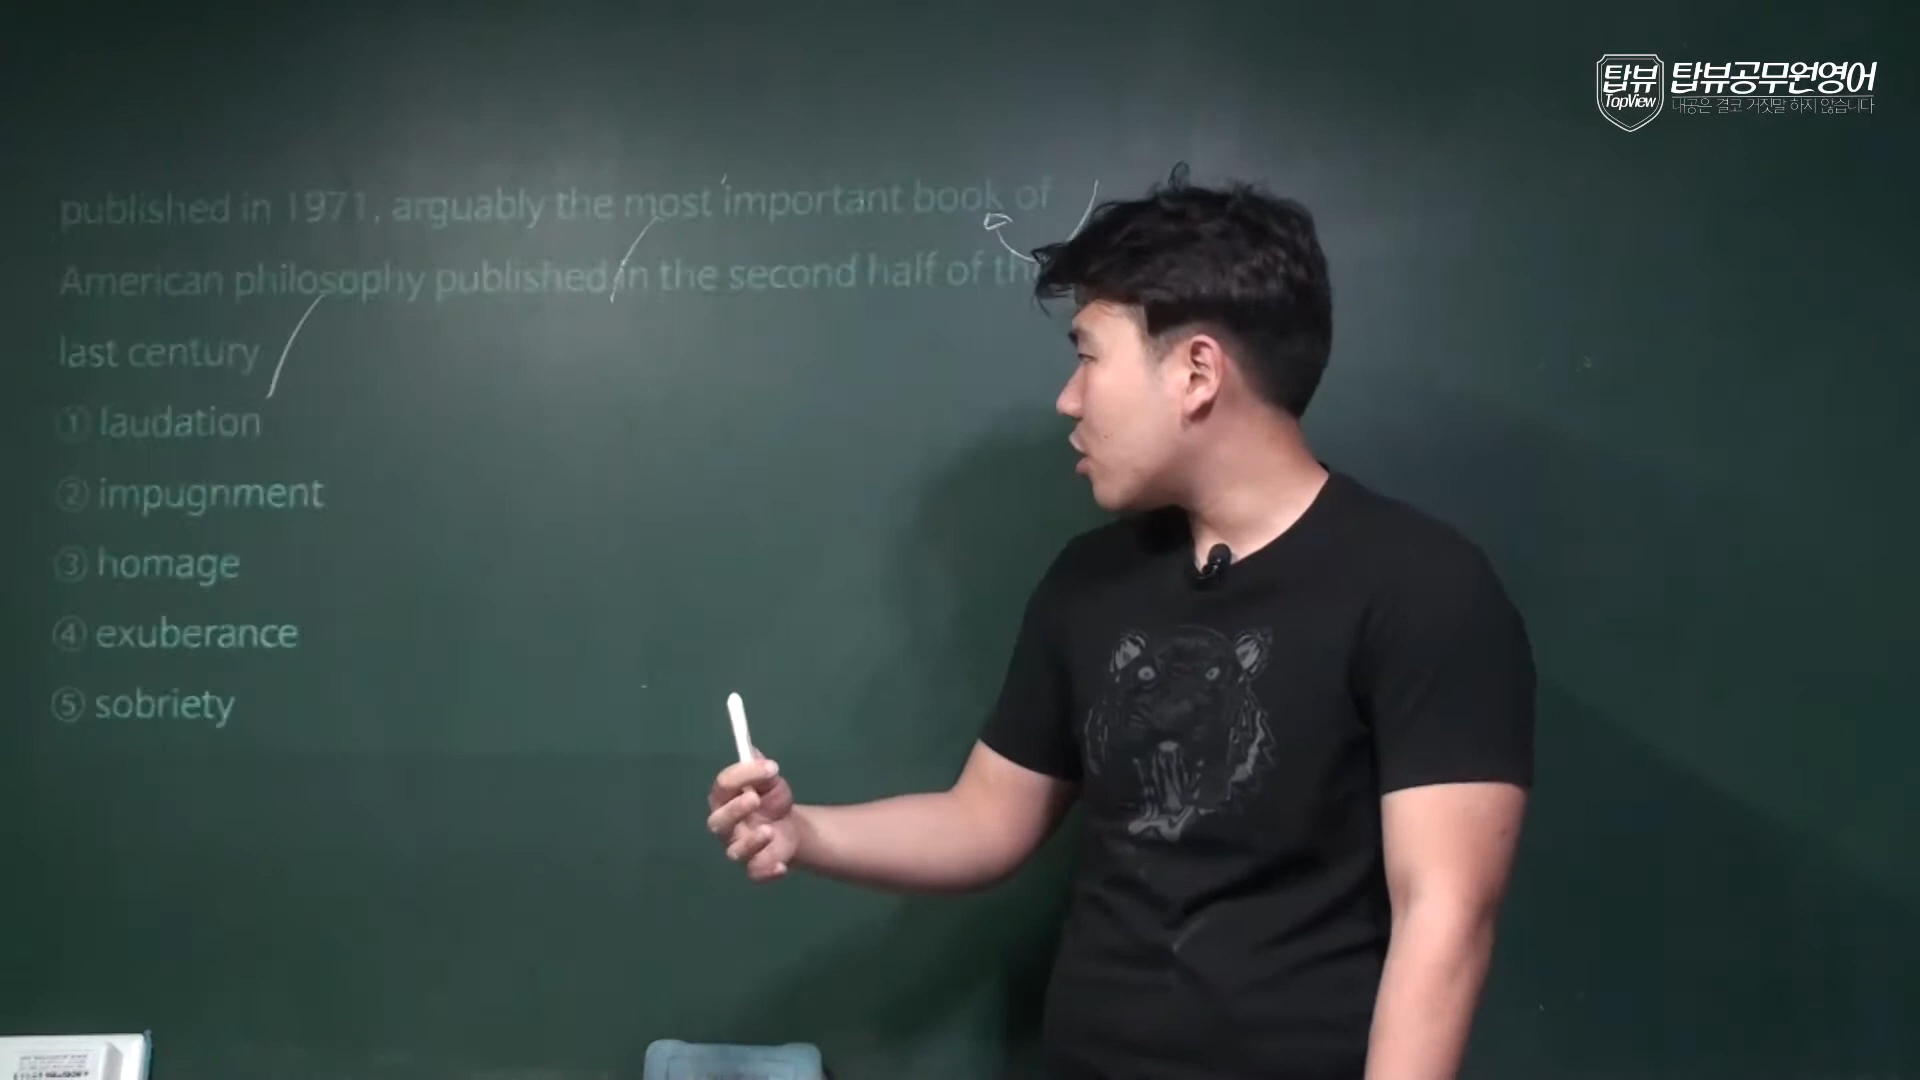 탑뷰
TopView
탑뷰공무원영어
내공은 결코 거짓말 하지 않습니다
published in 1971, arguably the most important book of
American philosophy published in the second half of the
last century
① laudation
② impugnment
③ homage
④ exuberance
⑤ sobriety